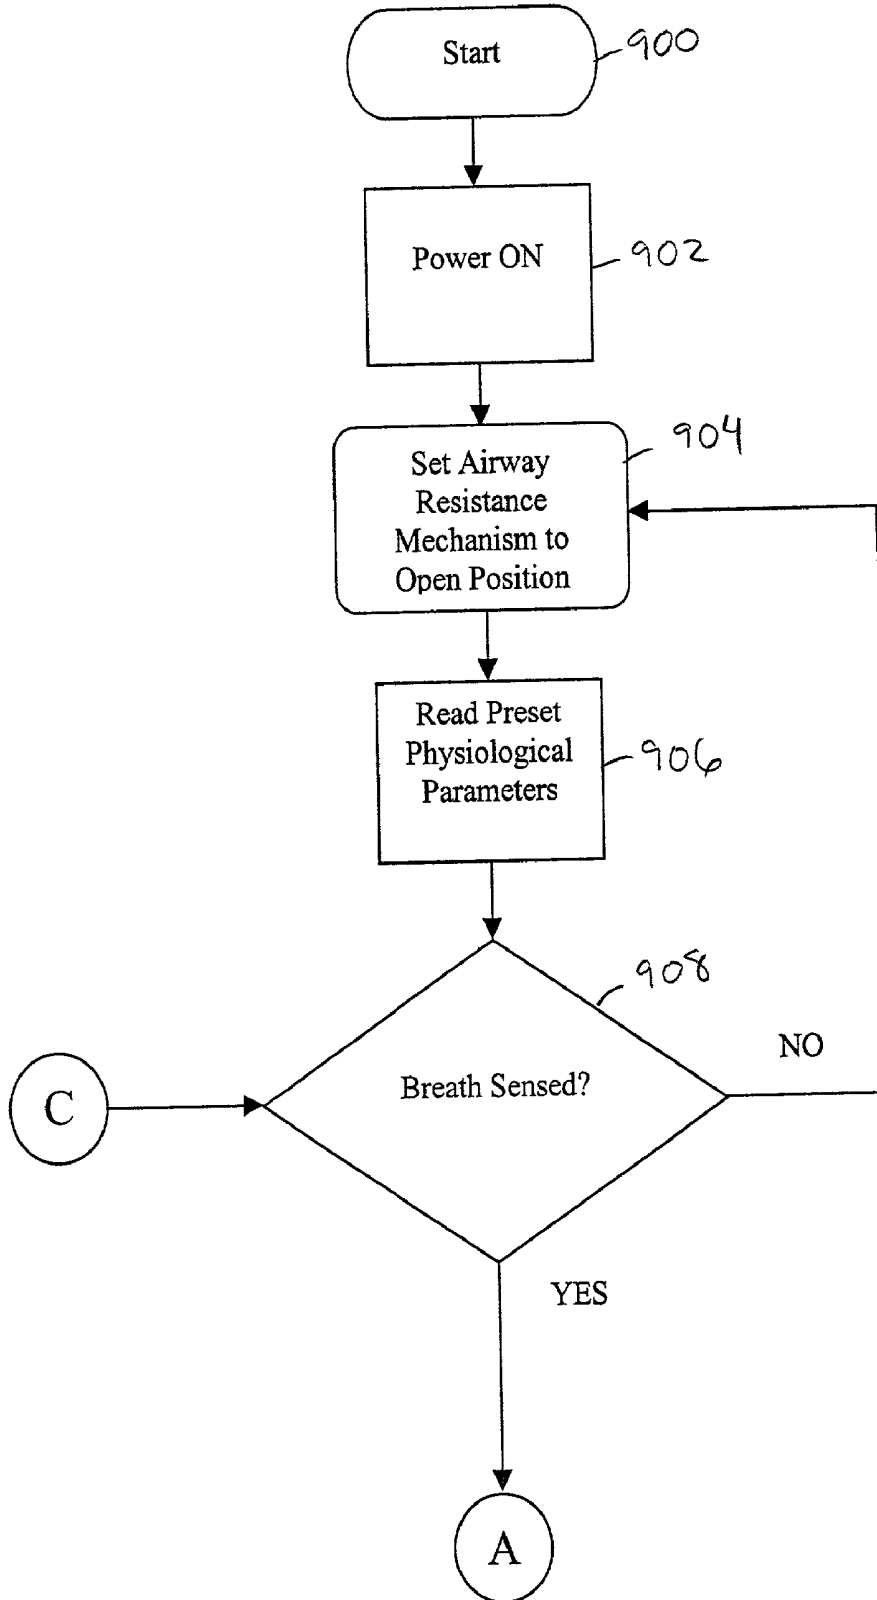 Start
900
Power ON
902
904
Set Airway
Resistance
Mechanism to
Open Position
Read Preset
Physiological
Parameters
906
908
NO
Breath Sensed?
C
YES
A